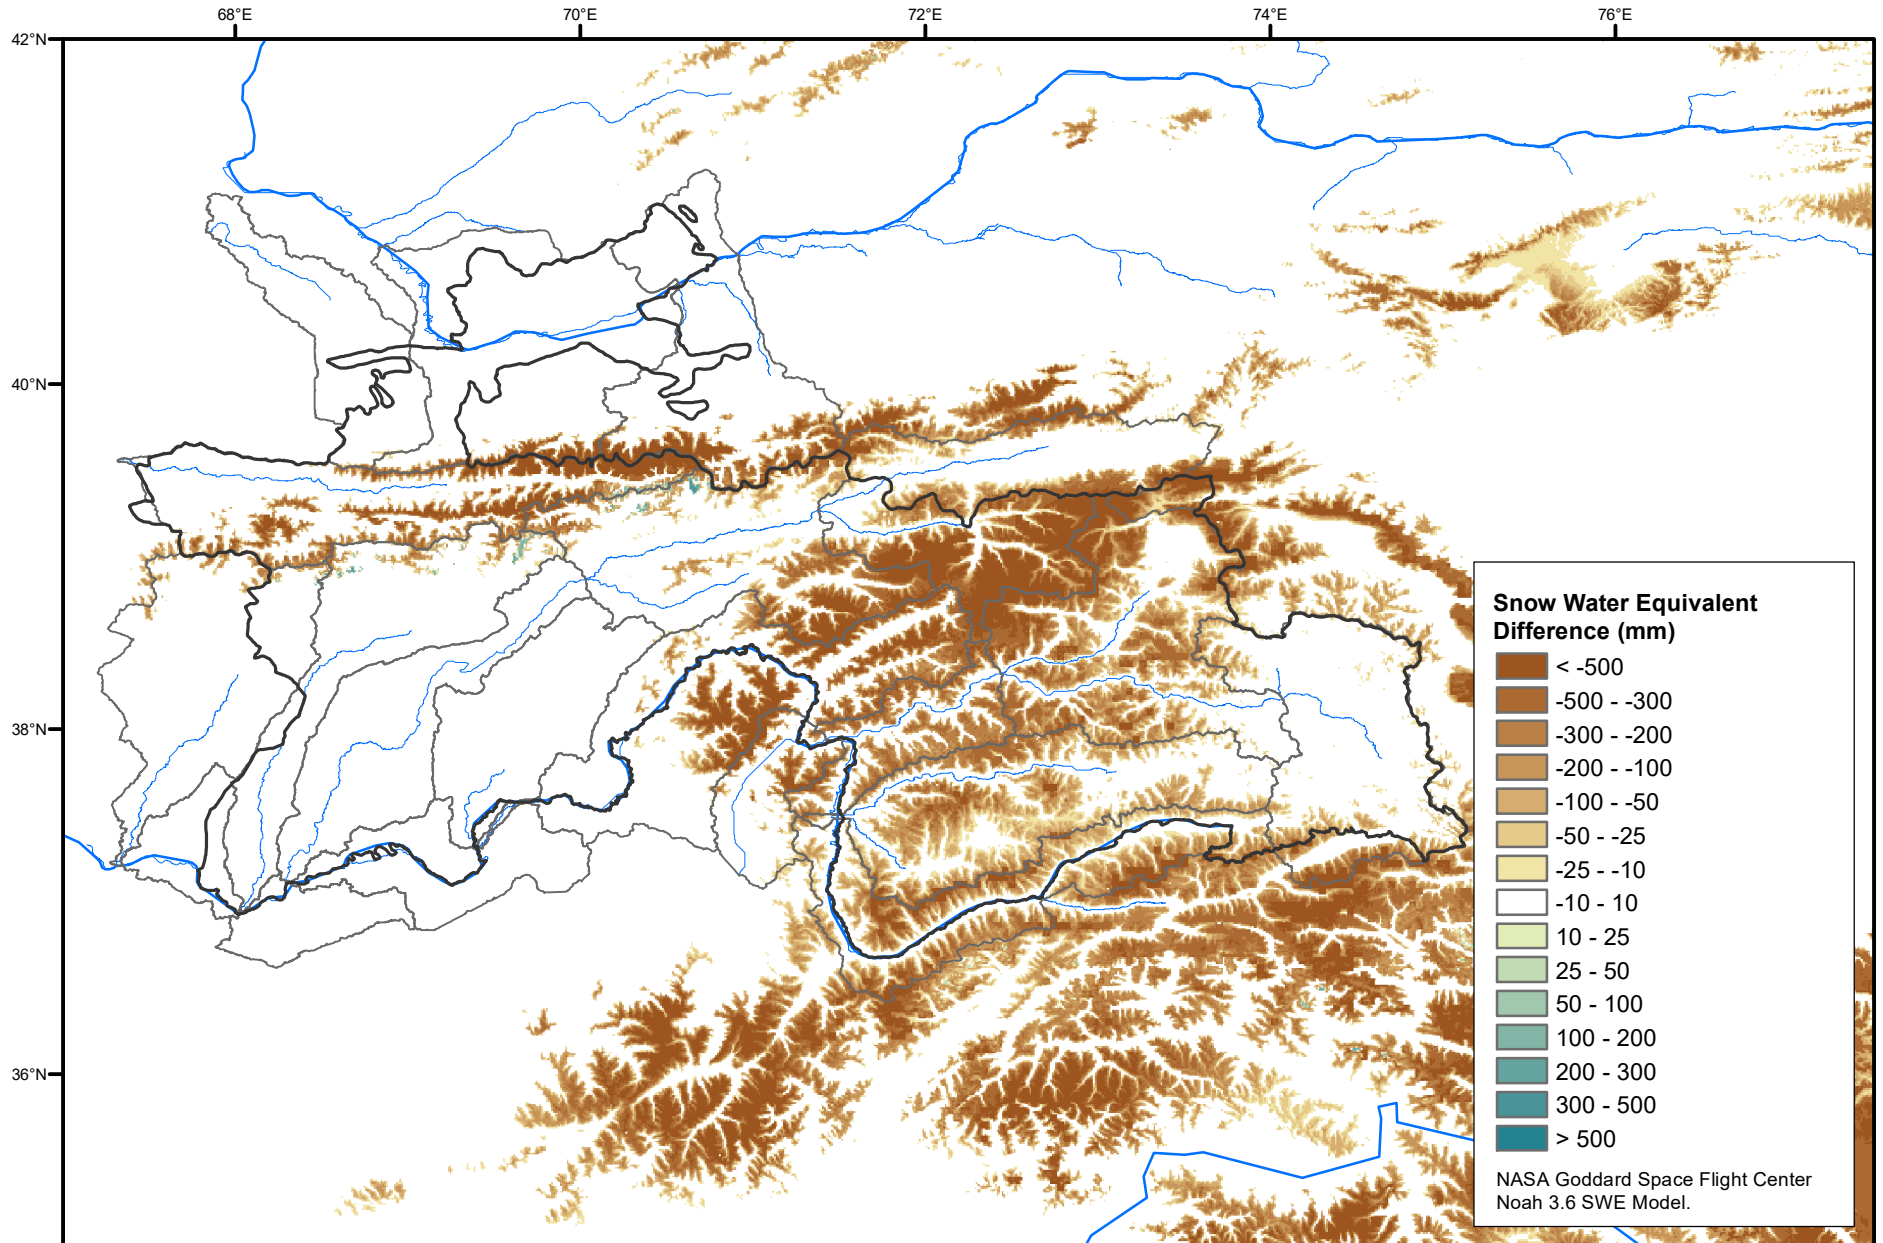 68°E
70°E
72°E
74°E
76°E
42°N
40°N
38°N
36°N
Snow Water Equivalent
Difference (mm)
< -500
-500 - -300
-300 - -200
-200 - -100
-100 - -50
-50 - -25
-25 - -10
-10 - 10
10 - 25
25 - 50
50 - 100
100 - 200
200 - 300
300 - 500
> 500
NASA Goddard Space Flight Center
Noah 3.6 SWE Model.